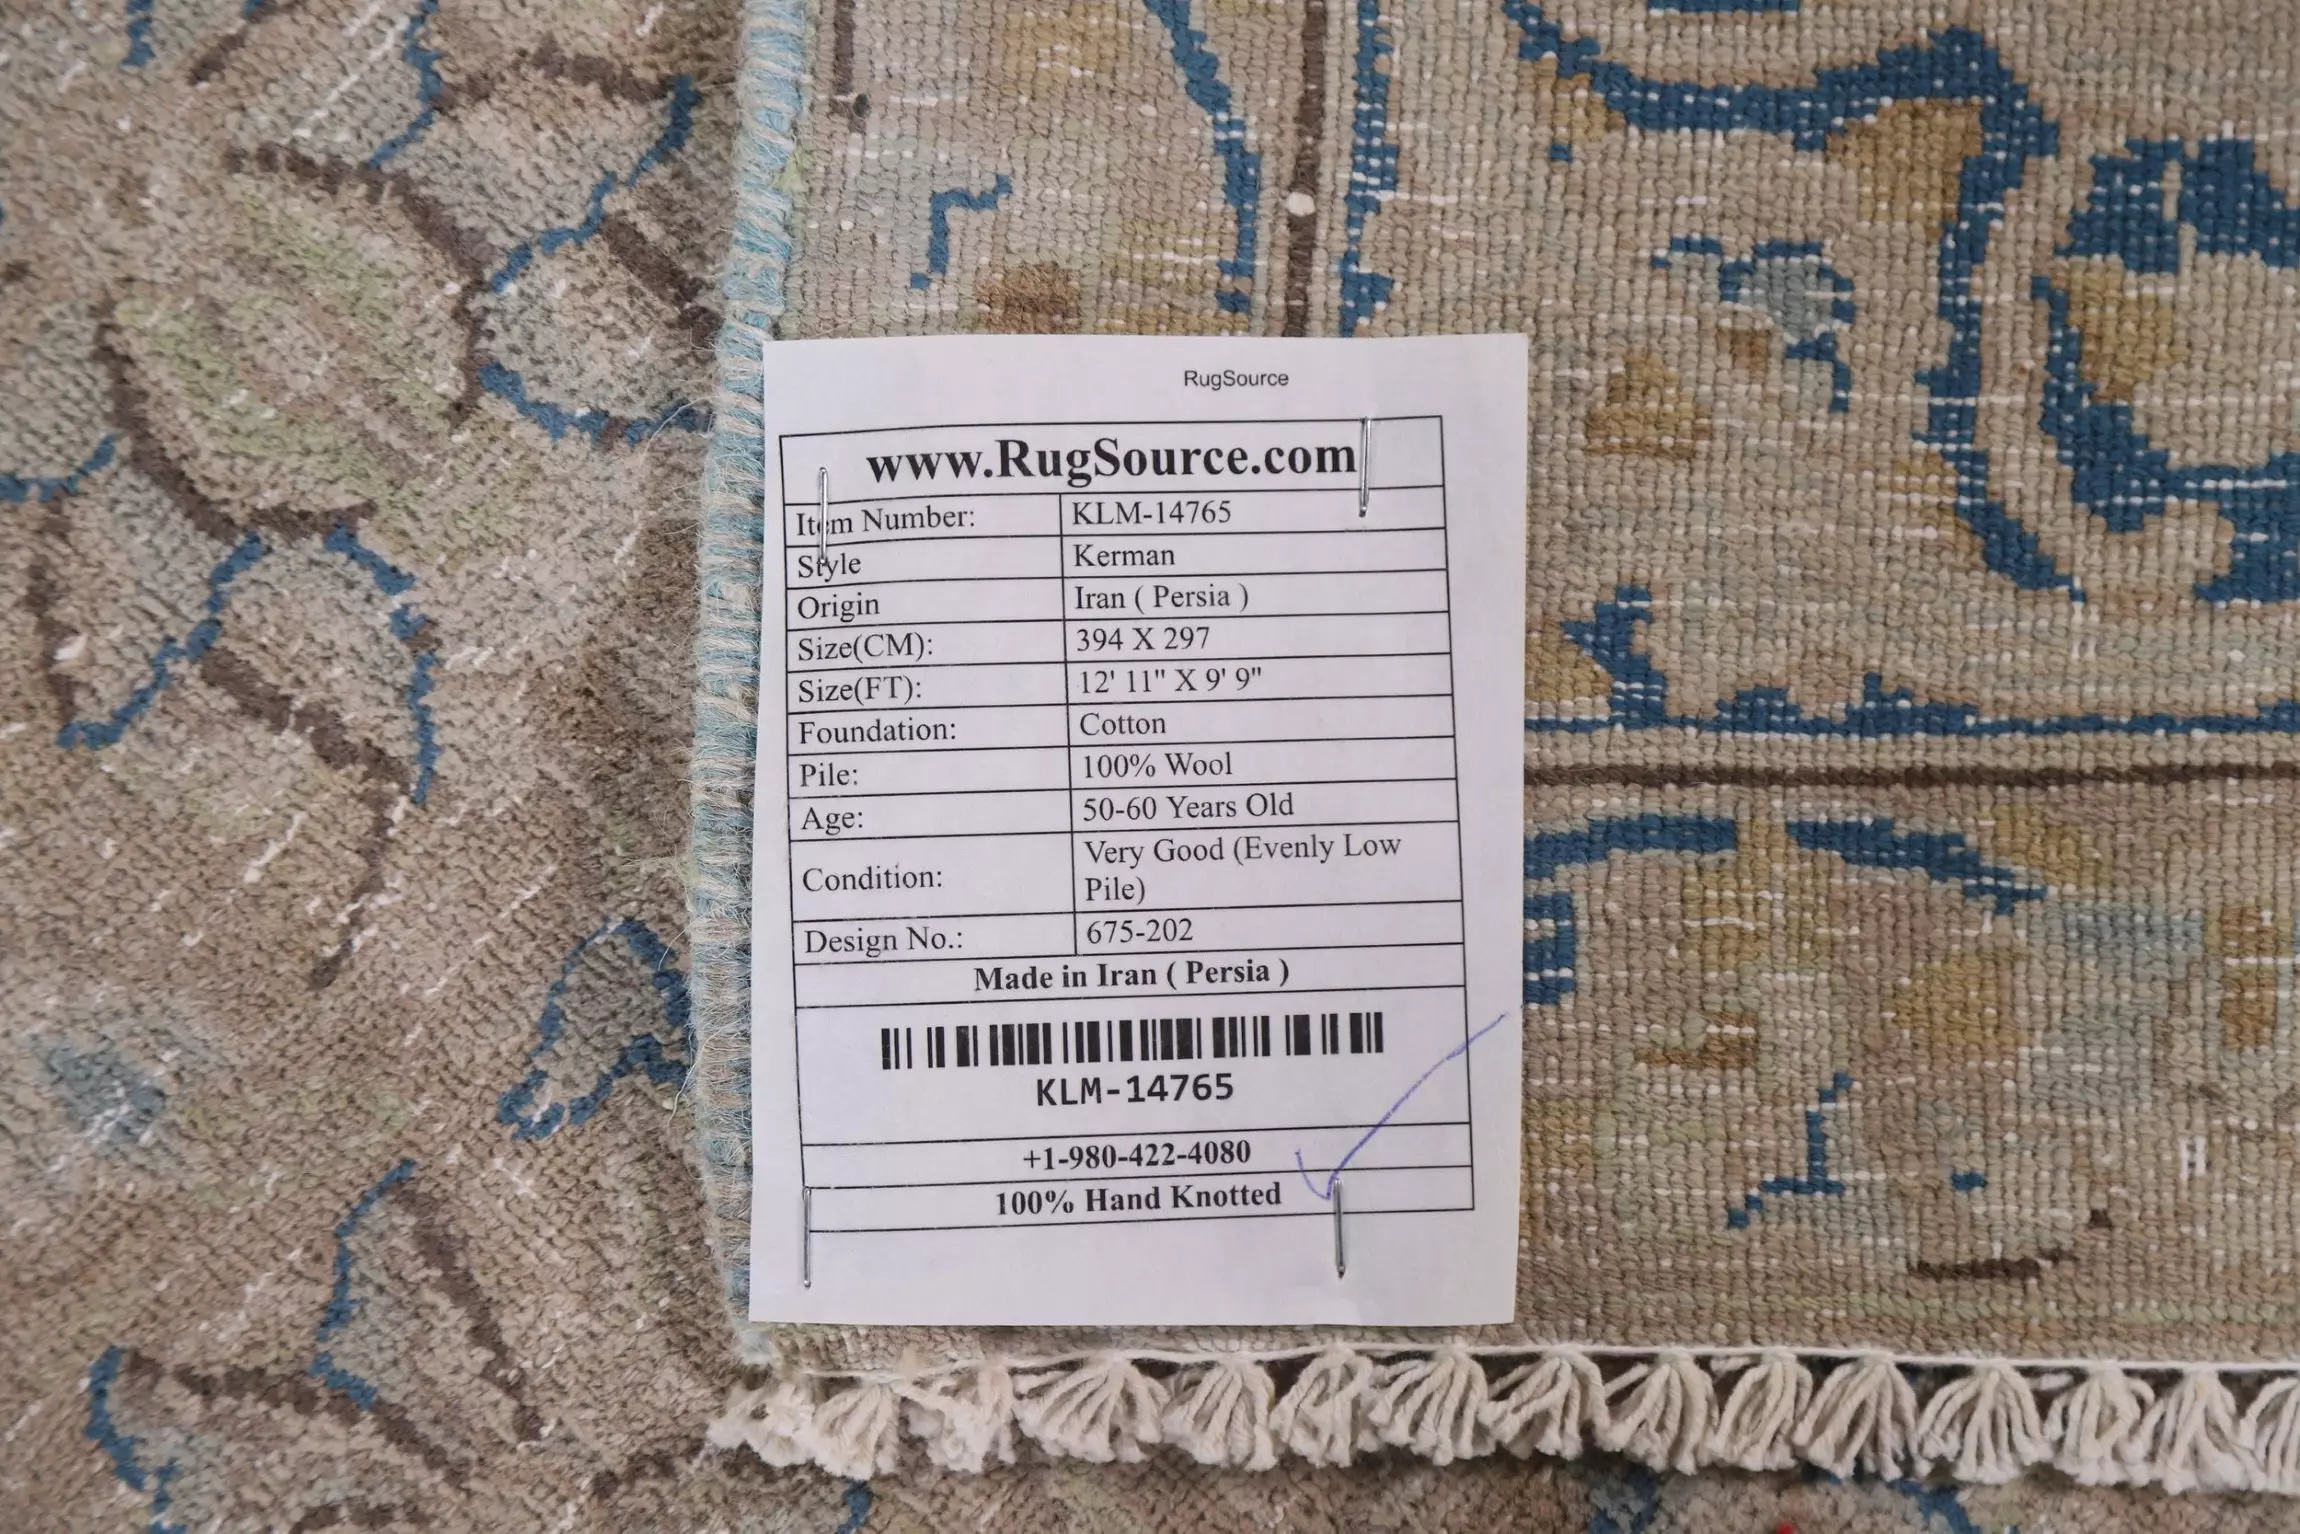 RugSource
www.RugSource.com
Item Number: KLM-14765
Style Kerman
Origin Iran ( Persia )
Size(CM): 394 X 297
Size(FT): 12' 11" X 9' 9"
Foundation: Cotton
Pile: 100% Wool
Age: 50-60 Years Old
Condition: Very Good (Evenly Low
Pile)
Design No.: 675-202
Made in Iran ( Persia )
KLM-14765
+1-980-422-4080
100% Hand Knotted